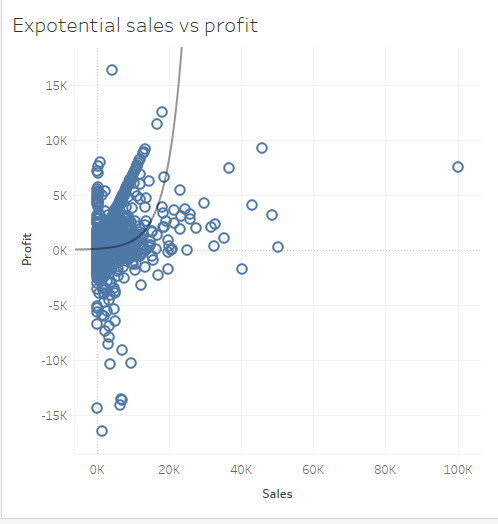 Expotential sales vs profit
15K
10K
5K
0K
-5K
-10K
-15K
Profit
0K 20K 40K 60K 80K 100K
Sales